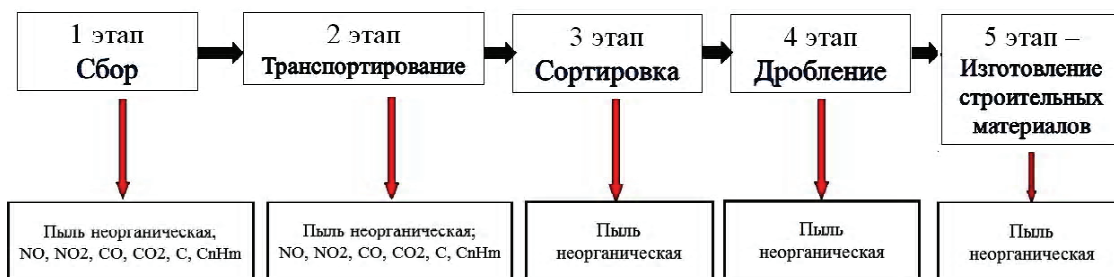 1 этап
Сбор
2 этап
Транспортирование
3 этап
Сортировка
4 этап
Дробление
5 этап –
Изготовление
строительных
материалов
Пыль неорганическая;
NO, NO2, CO, CO2, C, CnHm
Пыль неорганическая;
NO, NO2, CO, CO2, C, CnHm
Пыль
неорганическая
Пыль
неорганическая
Пыль
неорганическая